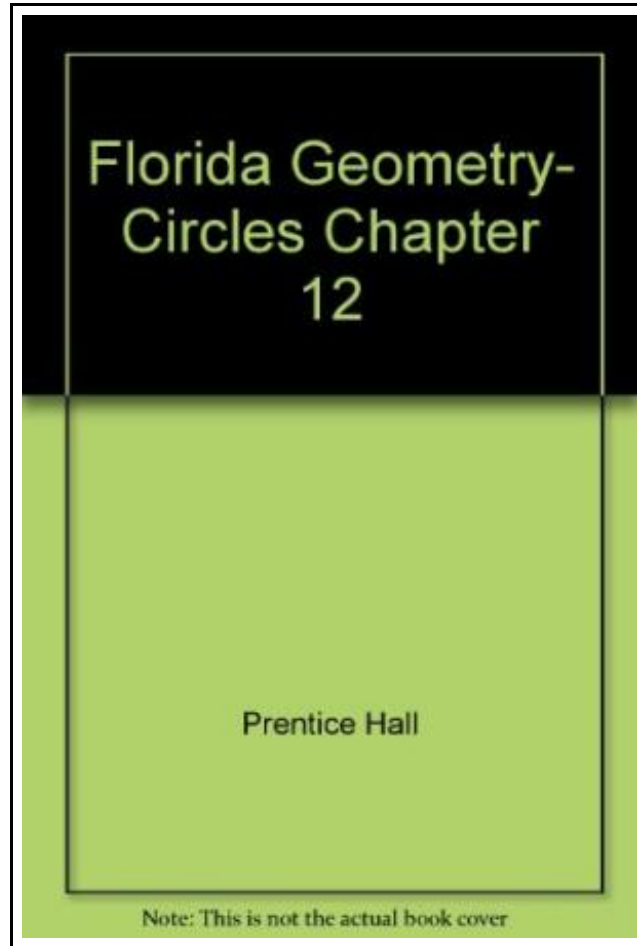 Florida Geometry-
Circles Chapter
12
Prentice Hall
Note: This is not the actual book cover